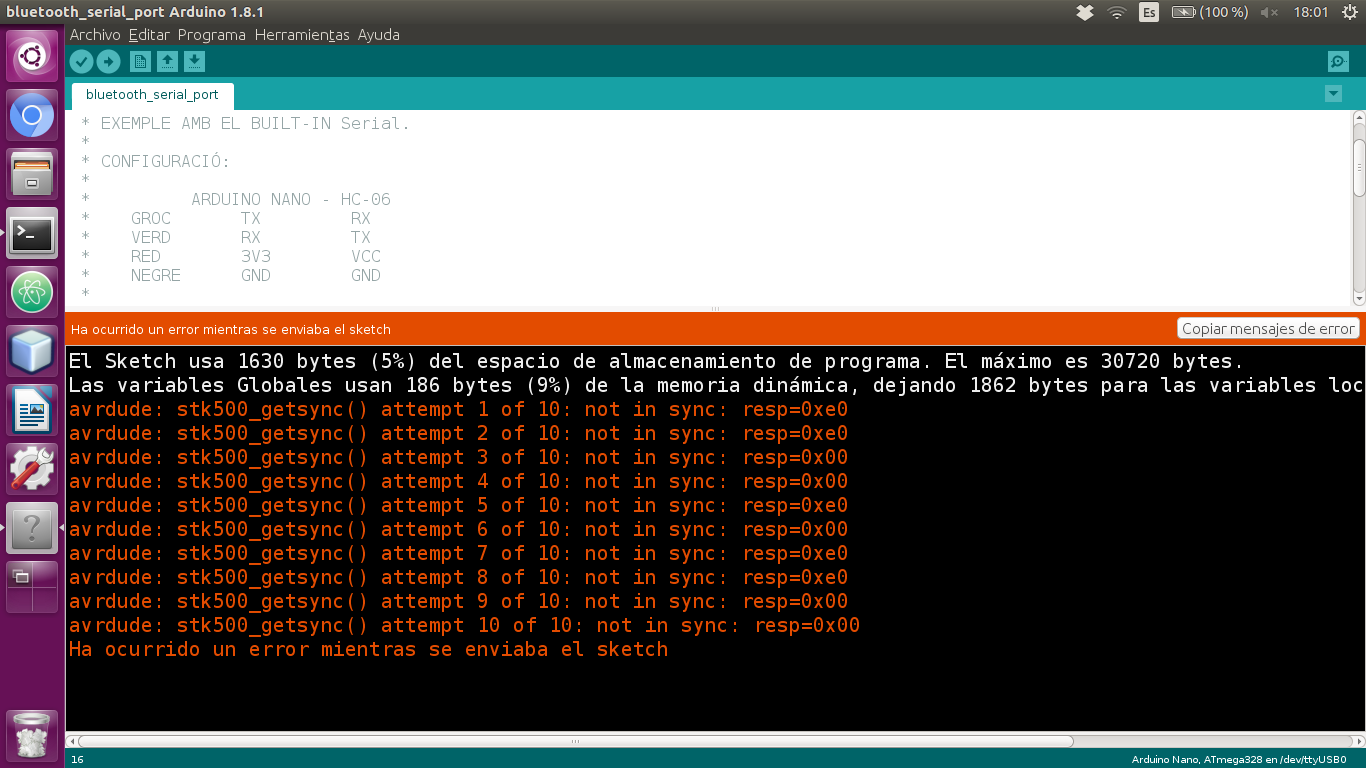 bluetooth_serial_port Arduino 1.8.1
Es
(100 %)
18:01
Archivo Editar Programa Herramientas Ayuda
bluetooth_serial_port
* EXEMPLE AMB EL BUILT-IN Serial.
*
* CONFIGURACIÓ:
*
* ARDUINO NANO - HC-06
* GROC TX RX
* VERD RX TX
* RED 3V3 VCC
* NEGRE GND GND
*
Ha ocurrido un error mientras se enviaba el sketch
Copiar mensajes de error
El Sketch usa 1630 bytes (5%) del espacio de almacenamiento de programa. El máximo es 30720 bytes.
Las variables Globales usan 186 bytes (9%) de la memoria dinámica, dejando 1862 bytes para las variables loc
avrdude: stk500_getsync() attempt 1 of 10: not in sync: resp=0xe0
avrdude: stk500_getsync() attempt 2 of 10: not in sync: resp=0xe0
avrdude: stk500_getsync() attempt 3 of 10: not in sync: resp=0x00
avrdude: stk500_getsync() attempt 4 of 10: not in sync: resp=0x00
avrdude: stk500_getsync() attempt 5 of 10: not in sync: resp=0xe0
avrdude: stk500_getsync() attempt 6 of 10: not in sync: resp=0x00
avrdude: stk500_getsync() attempt 7 of 10: not in sync: resp=0xe0
avrdude: stk500_getsync() attempt 8 of 10: not in sync: resp=0xe0
avrdude: stk500_getsync() attempt 9 of 10: not in sync: resp=0x00
avrdude: stk500_getsync() attempt 10 of 10: not in sync: resp=0x00
Ha ocurrido un error mientras se enviaba el sketch
16
Arduino Nano, ATmega328 en /dev/ttyUSB0